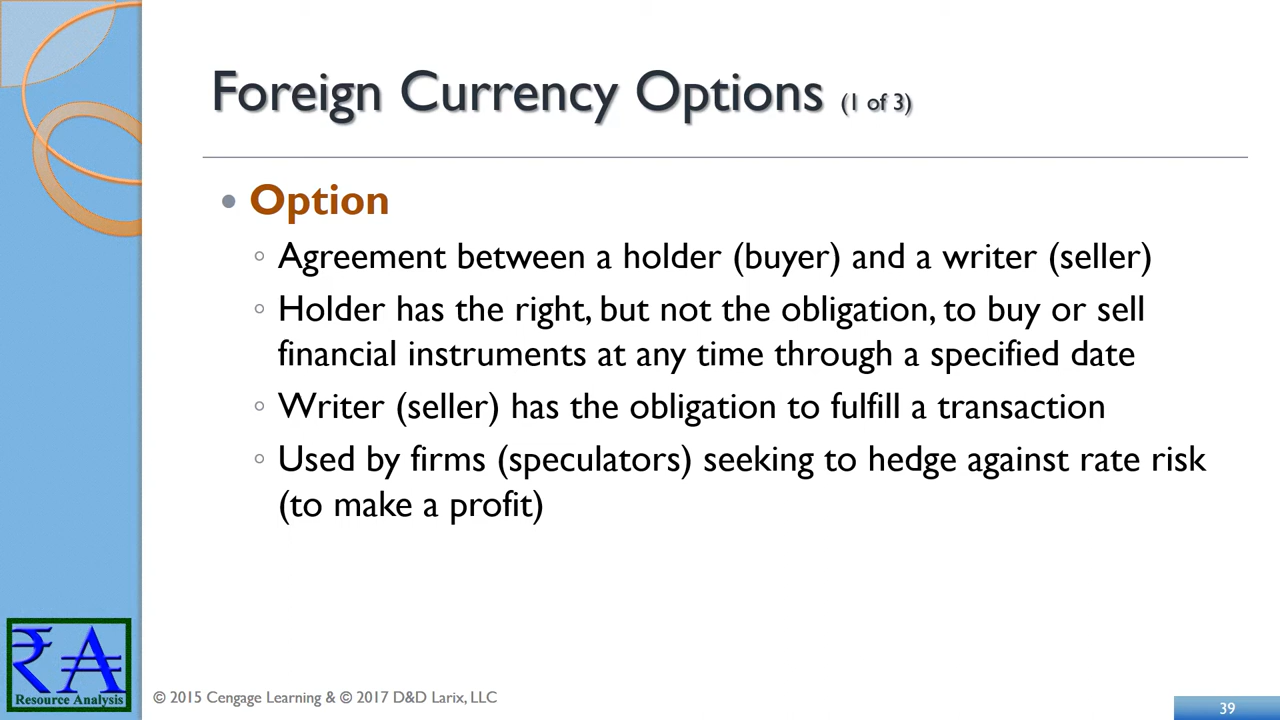 Foreign Currency Options (1 of 3)
• Option
◦ Agreement between a holder (buyer) and a writer (seller)
◦ Holder has the right, but not the obligation, to buy or sell
financial instruments at any time through a specified date
◦ Writer (seller) has the obligation to fulfill a transaction
◦ Used by firms (speculators) seeking to hedge against rate risk
(to make a profit)
₹A
Resource Analysis
© 2015 Cengage Learning & © 2017 D&D Larix, LLC
39